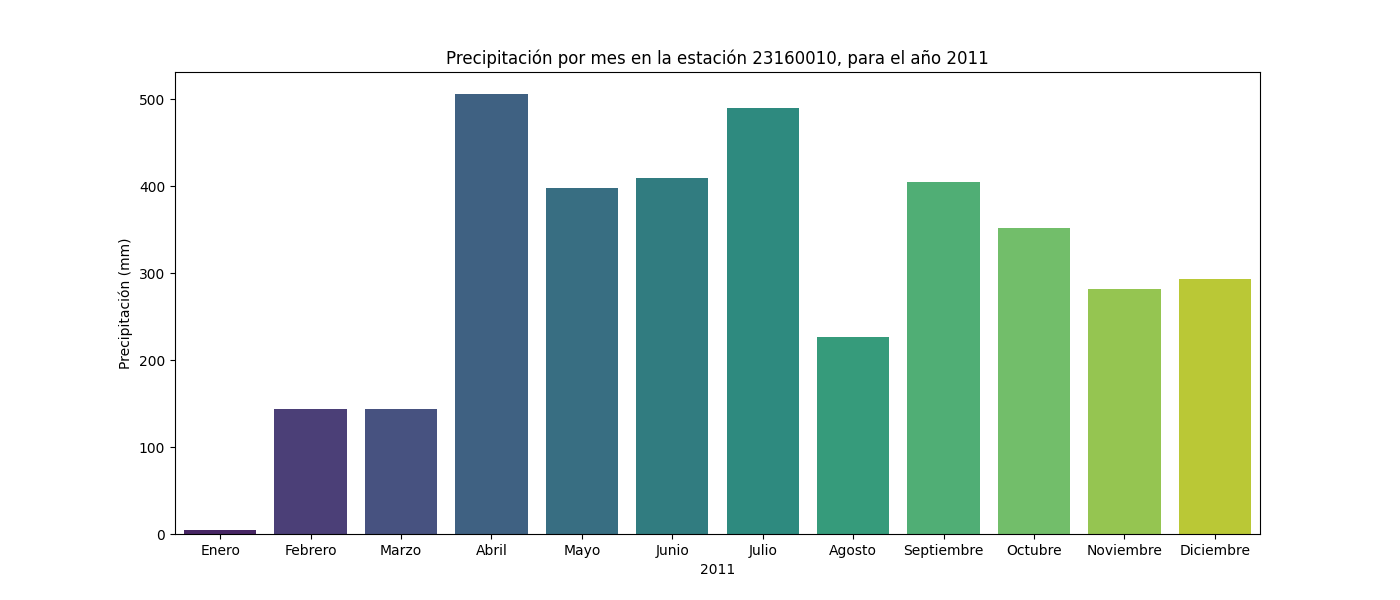 Precipitación por mes en la estación 23160010, para el año 2011
Precipitación (mm)
500
400
300
200
100
0
Enero Febrero Marzo Abril Mayo Junio Julio Agosto Septiembre Octubre Noviembre Diciembre
2011